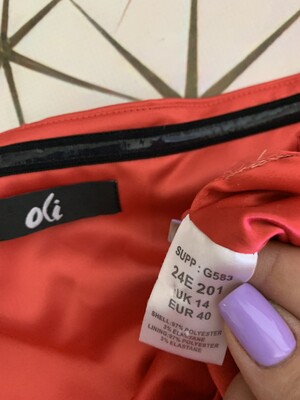 oli
SUPP : G583
24E 201
UK 14
EUR 40
SHELL: 97% POLYESTER
3% ELASTANE
LINING: 97% POLYESTER
3% ELASTANE